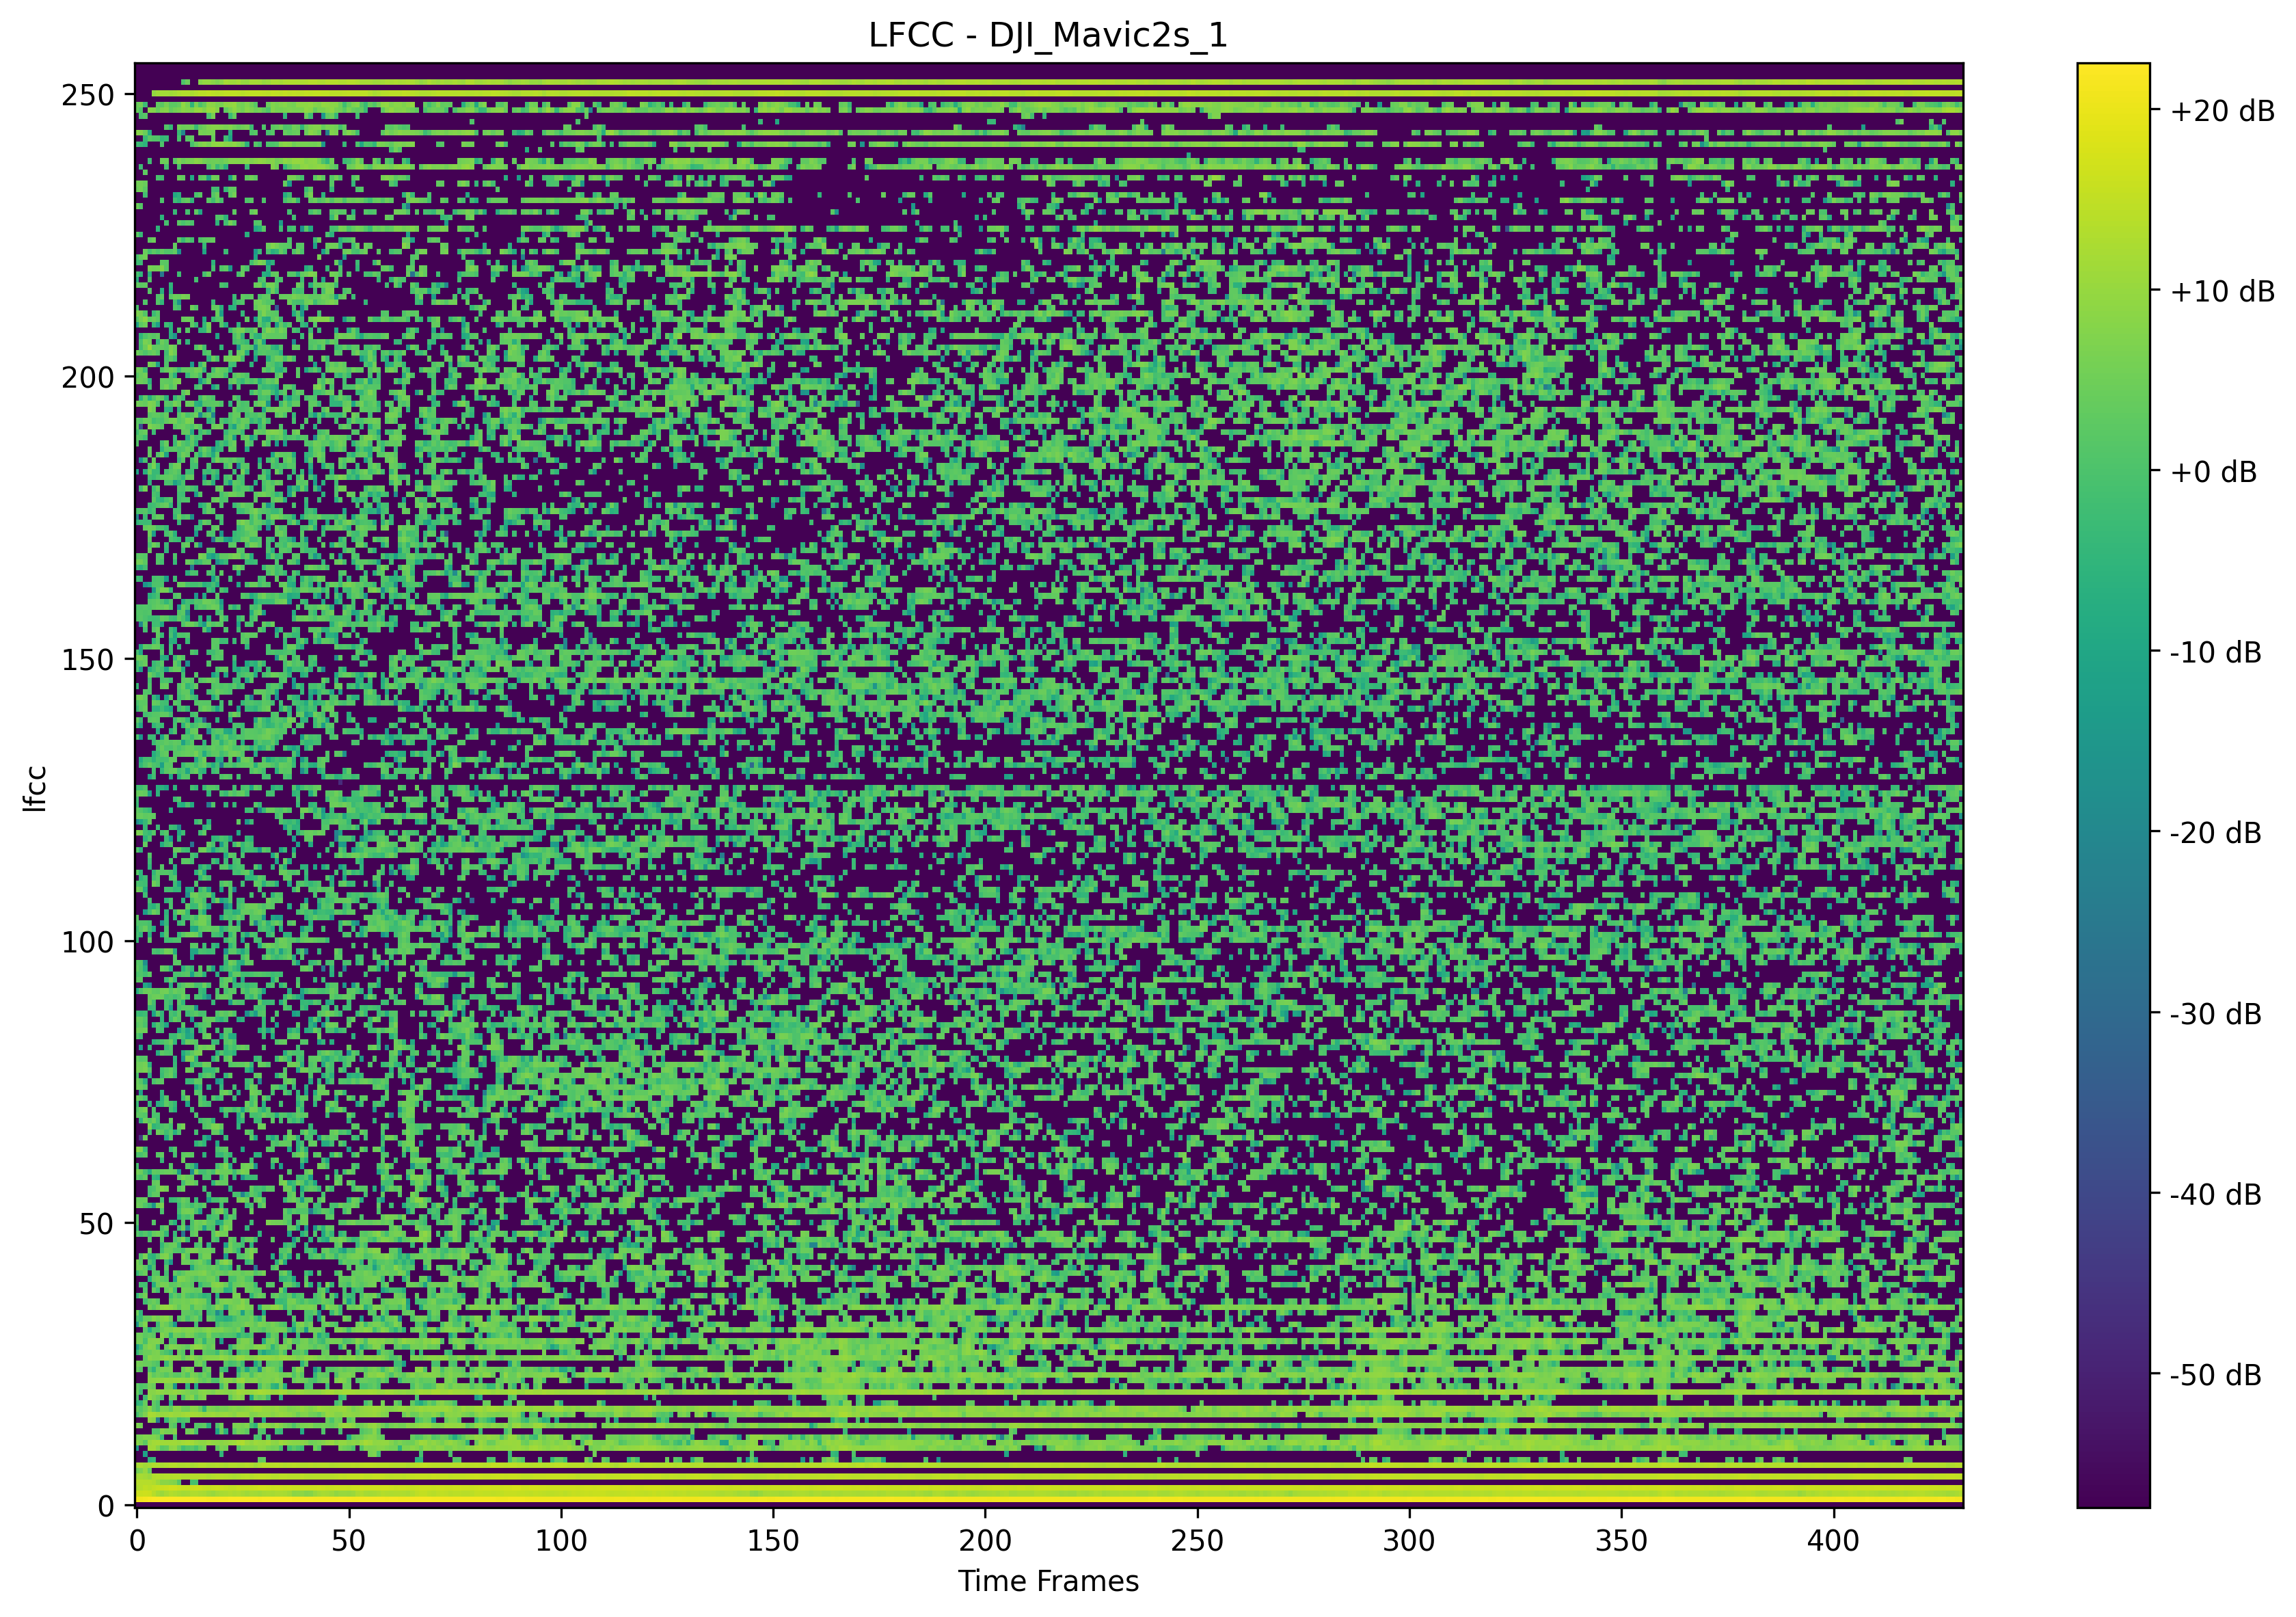 LFCC - DJI_Mavic2s_1
250
200
150
100
50
0
lfcc
0 50 100 150 200 250 300 350 400
Time Frames
+20 dB
+10 dB
+0 dB
-10 dB
-20 dB
-30 dB
-40 dB
-50 dB